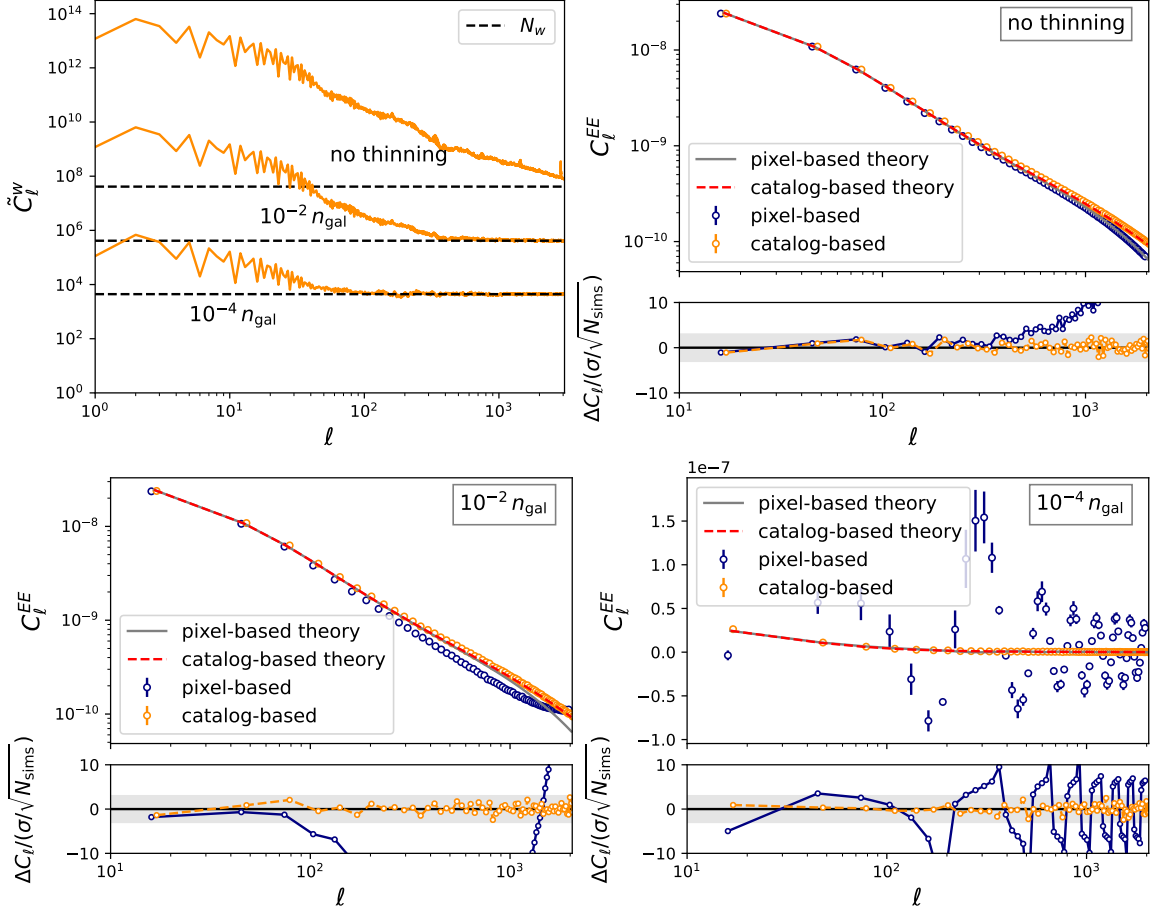 10^14
10^12
10^10
10^8
10^6
10^4
10^2
10^0
C̃_ℓ^w
N_w
no thinning
10^−2 n_gal
10^−4 n_gal
10^0
10^1
10^2
10^3
ℓ
no thinning
10^−8
10^−9
10^−10
C_ℓ^EE
pixel-based theory
catalog-based theory
pixel-based
catalog-based
10
0
−10
ΔC_ℓ/(σ/√N_sims)
10^1
10^2
10^3
ℓ
10^−2 n_gal
10^−8
10^−9
10^−10
C_ℓ^EE
pixel-based theory
catalog-based theory
pixel-based
catalog-based
10
0
−10
ΔC_ℓ/(σ/√N_sims)
10^1
10^2
10^3
ℓ
1e−7
10^−4 n_gal
1.5
1.0
0.5
0.0
−0.5
−1.0
C_ℓ^EE
pixel-based theory
catalog-based theory
pixel-based
catalog-based
10
0
−10
ΔC_ℓ/(σ/√N_sims)
10^1
10^2
10^3
ℓ